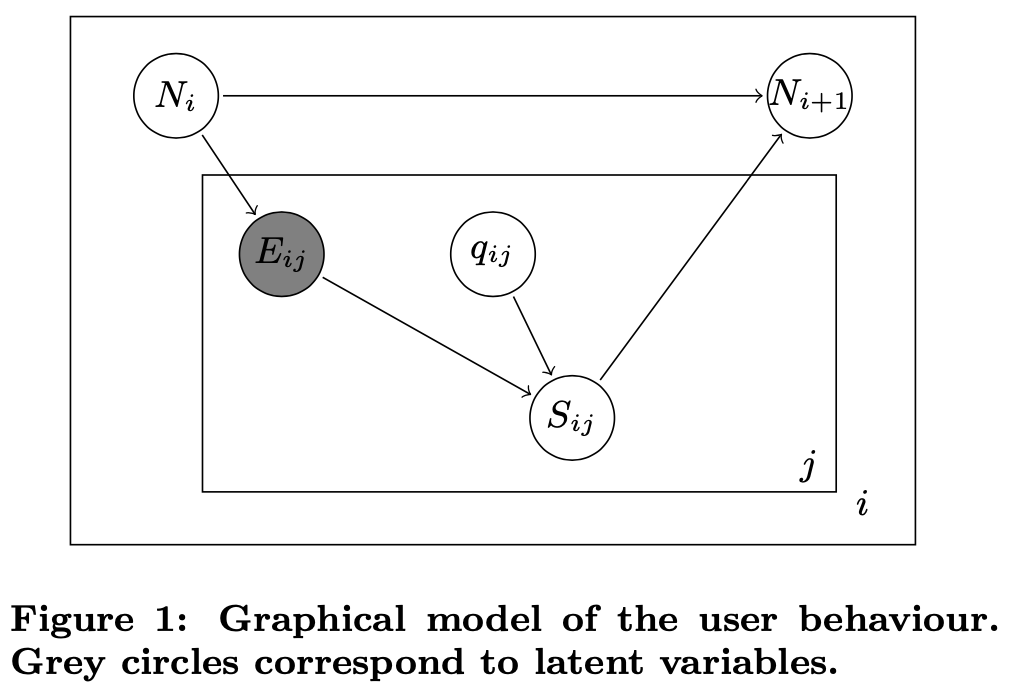 N_i
N_{i+1}
E_{ij}
q_{ij}
S_{ij}
j
i
Figure 1: Graphical model of the user behaviour.
Grey circles correspond to latent variables.